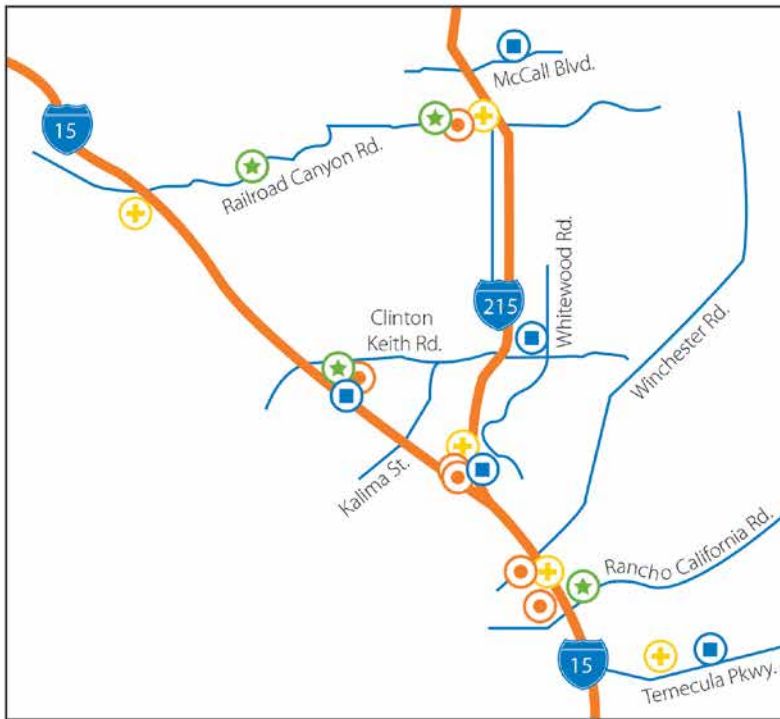 McCall Blvd.
15
Railroad Canyon Rd.
215
Whitewood Rd.
Clinton
Keith Rd.
Winchester Rd.
Kalima St.
Rancho California Rd.
15
Temecula Pkwy.